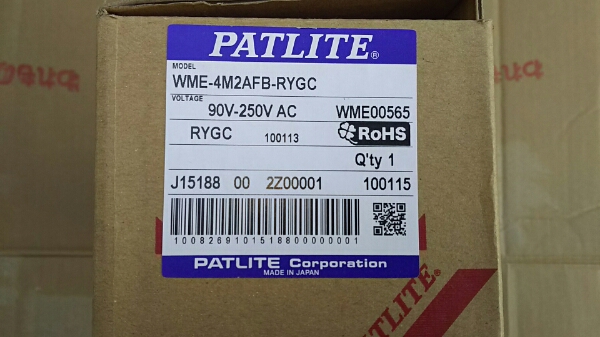 PATLITE®
MODEL
WME-4M2AFB-RYGC
VOLTAGE
90V-250V AC WME00565
RYGC 100113 RoHS
Q'ty 1
J15188 00 2Z00001 100115
1008269101518800000001
PATLITE Corporation
MADE IN JAPAN
PATLITE